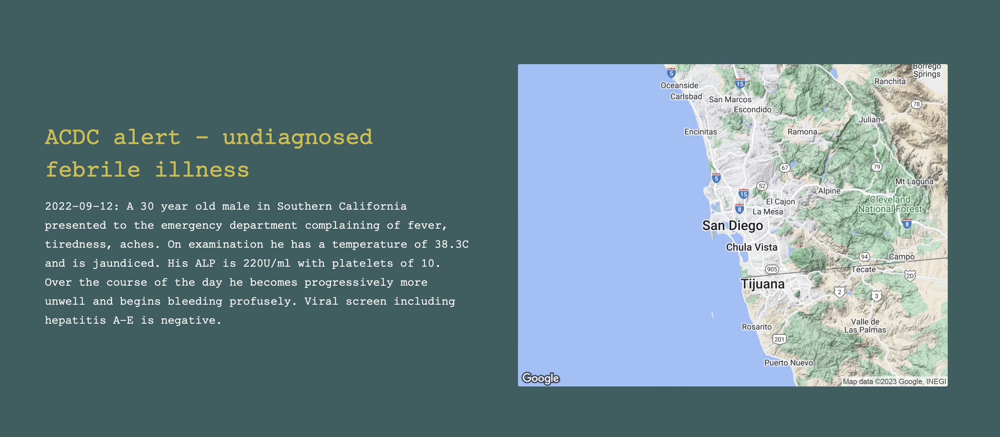 ACDC alert - undiagnosed
febrile illness
2022-09-12: A 30 year old male in Southern California
presented to the emergency department complaining of fever,
tiredness, aches. On examination he has a temperature of 38.3C
and is jaundiced. His ALP is 220U/ml with platelets of 10.
Over the course of the day he becomes progressively more
unwell and begins bleeding profusely. Viral screen including
hepatitis A-E is negative.
Borrego
Springs
5
Ranchita
15
Oceanside
Carlsbad
San Marcos
78
Escondido
Julian
Encinitas
Ramona
67
79
5
Mt Laguna
52
Alpine
15
El Cajon
Cleveland
National Forest
8
La Mesa
San Diego
8
Chula Vista
94
Campo
905
Tecate
2D
Tijuana
2
3
Valle de
Las Palmas
Rosarito
201
Puerto Nuevo
Google
Map data ©2023 Google, INEGI